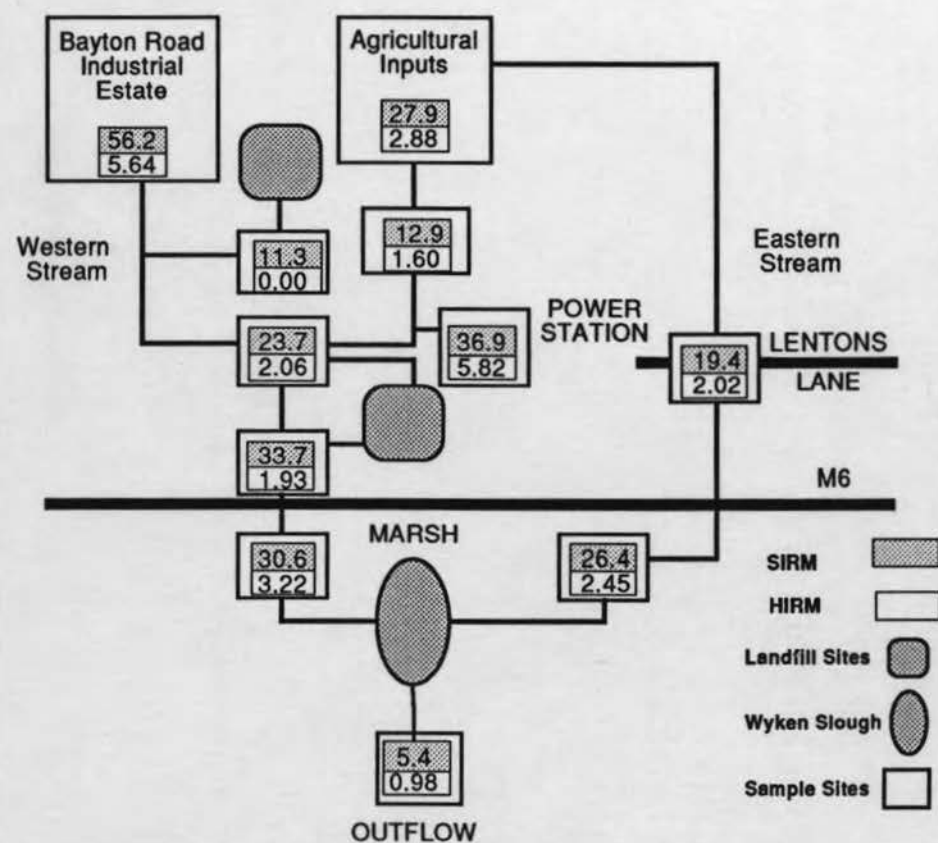 Bayton Road
Industrial
Estate
56.2
5.64
Agricultural
Inputs
27.9
2.88
Western
Stream
11.3
0.00
12.9
1.60
Eastern
Stream
23.7
2.06
36.9
5.82
POWER
STATION
19.4
2.02
LENTONS
LANE
33.7
1.93
M6
30.6
3.22
MARSH
26.4
2.45
SIRM
HIRM
Landfill Sites
Wyken Slough
Sample Sites
5.4
0.98
OUTFLOW